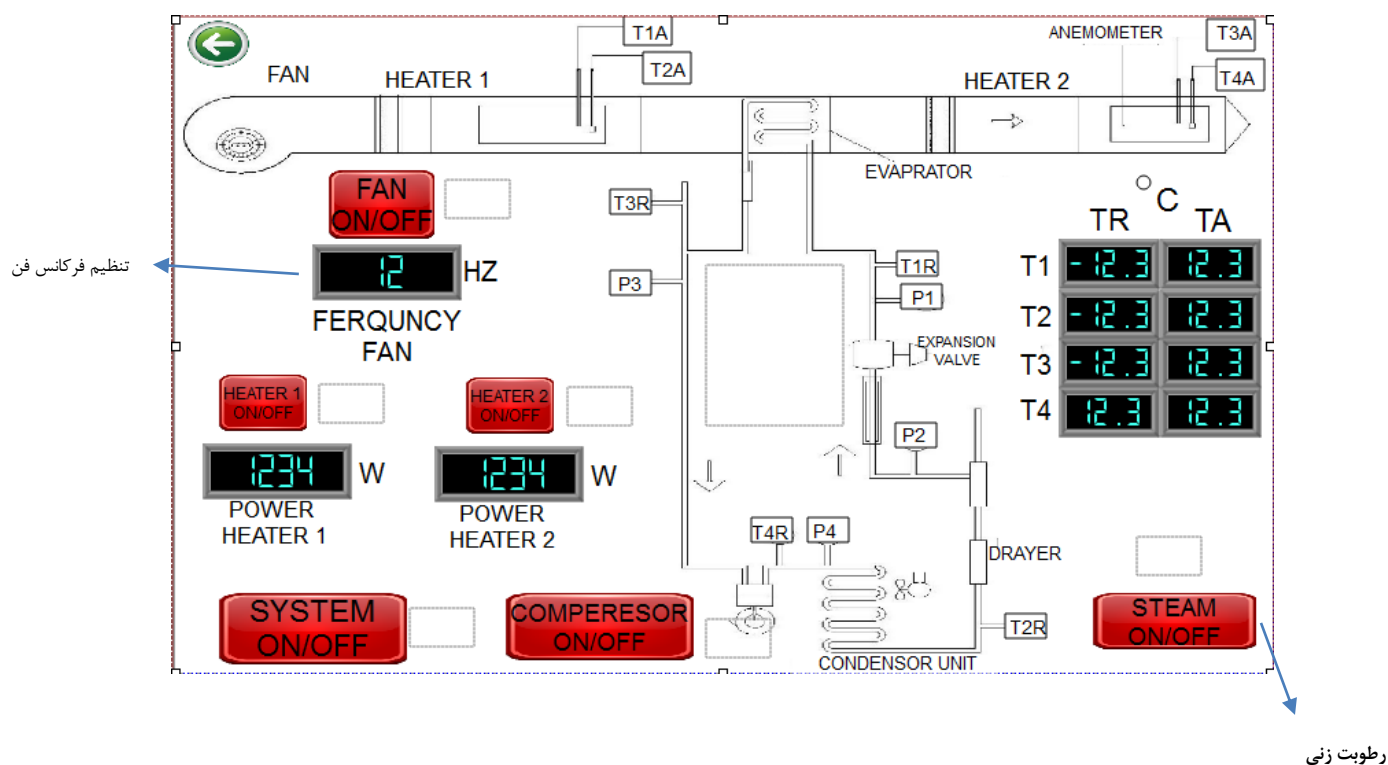 T1A
ANEMOMETER
T3A
T2A
T4A
FAN
HEATER 1
HEATER 2
EVAPRATOR
FAN
ON/OFF
T3R
°C
TR
TA
تنظیم فرکانس فن
12
HZ
P3
T1R
P1
T1
-12.3
12.3
FERQUNCY
FAN
T2
-12.3
12.3
EXPANSION
VALVE
T3
-12.3
12.3
HEATER 1
ON/OFF
HEATER 2
ON/OFF
T4
12.3
12.3
P2
1234
W
1234
W
POWER
HEATER 1
POWER
HEATER 2
T4R
P4
DRAYER
SYSTEM
ON/OFF
COMPERESOR
ON/OFF
T2R
STEAM
ON/OFF
CONDENSOR UNIT
رطوبت زنی